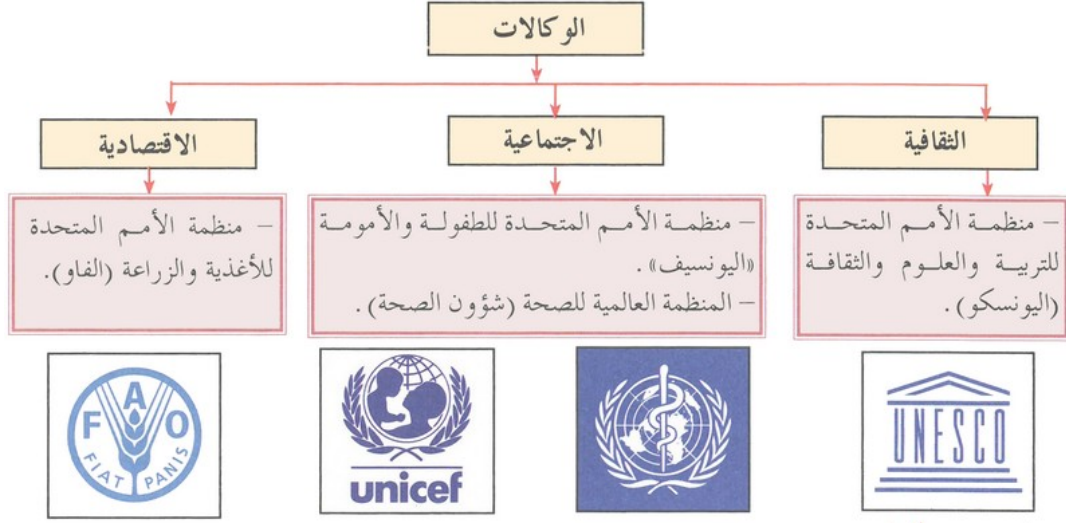 الوكالات
الثقافية
الاجتماعية
الاقتصادية
– منظمة الأمم المتحدة
للتربية والعلوم والثقافة
(اليونسكو).
– منظمة الأمم المتحدة للطفولة والأمومة
«اليونسيف».
– المنظمة العالمية للصحة (شؤون الصحة).
– منظمة الأمم المتحدة
للأغذية والزراعة (الفاو).
UNESCO
unicef
F A O
FIAT PANIS